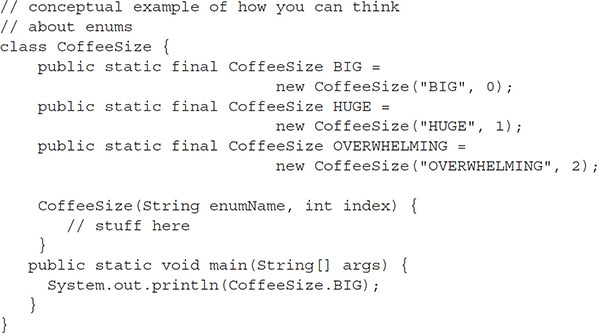 // conceptual example of how you can think
// about enums
class CoffeeSize {
    public static final CoffeeSize BIG =
                            new CoffeeSize("BIG", 0);
    public static final CoffeeSize HUGE =
                            new CoffeeSize("HUGE", 1);
    public static final CoffeeSize OVERWHELMING =
                            new CoffeeSize("OVERWHELMING", 2);

    CoffeeSize(String enumName, int index) {
       // stuff here
    }
   public static void main(String[] args) {
     System.out.println(CoffeeSize.BIG);
   }
}